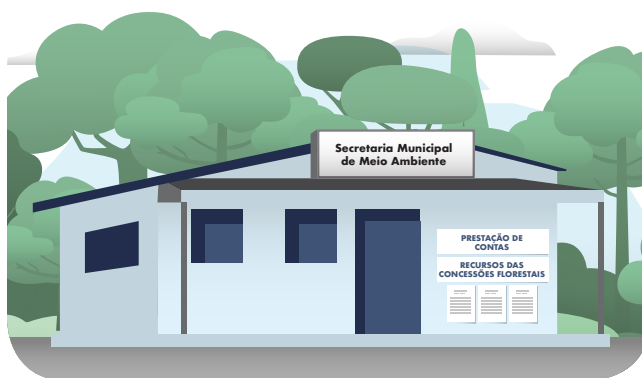 Secretaria Municipal
de Meio Ambiente
PRESTAÇÃO DE
CONTAS
RECURSOS DAS
CONCESSÕES FLORESTAIS